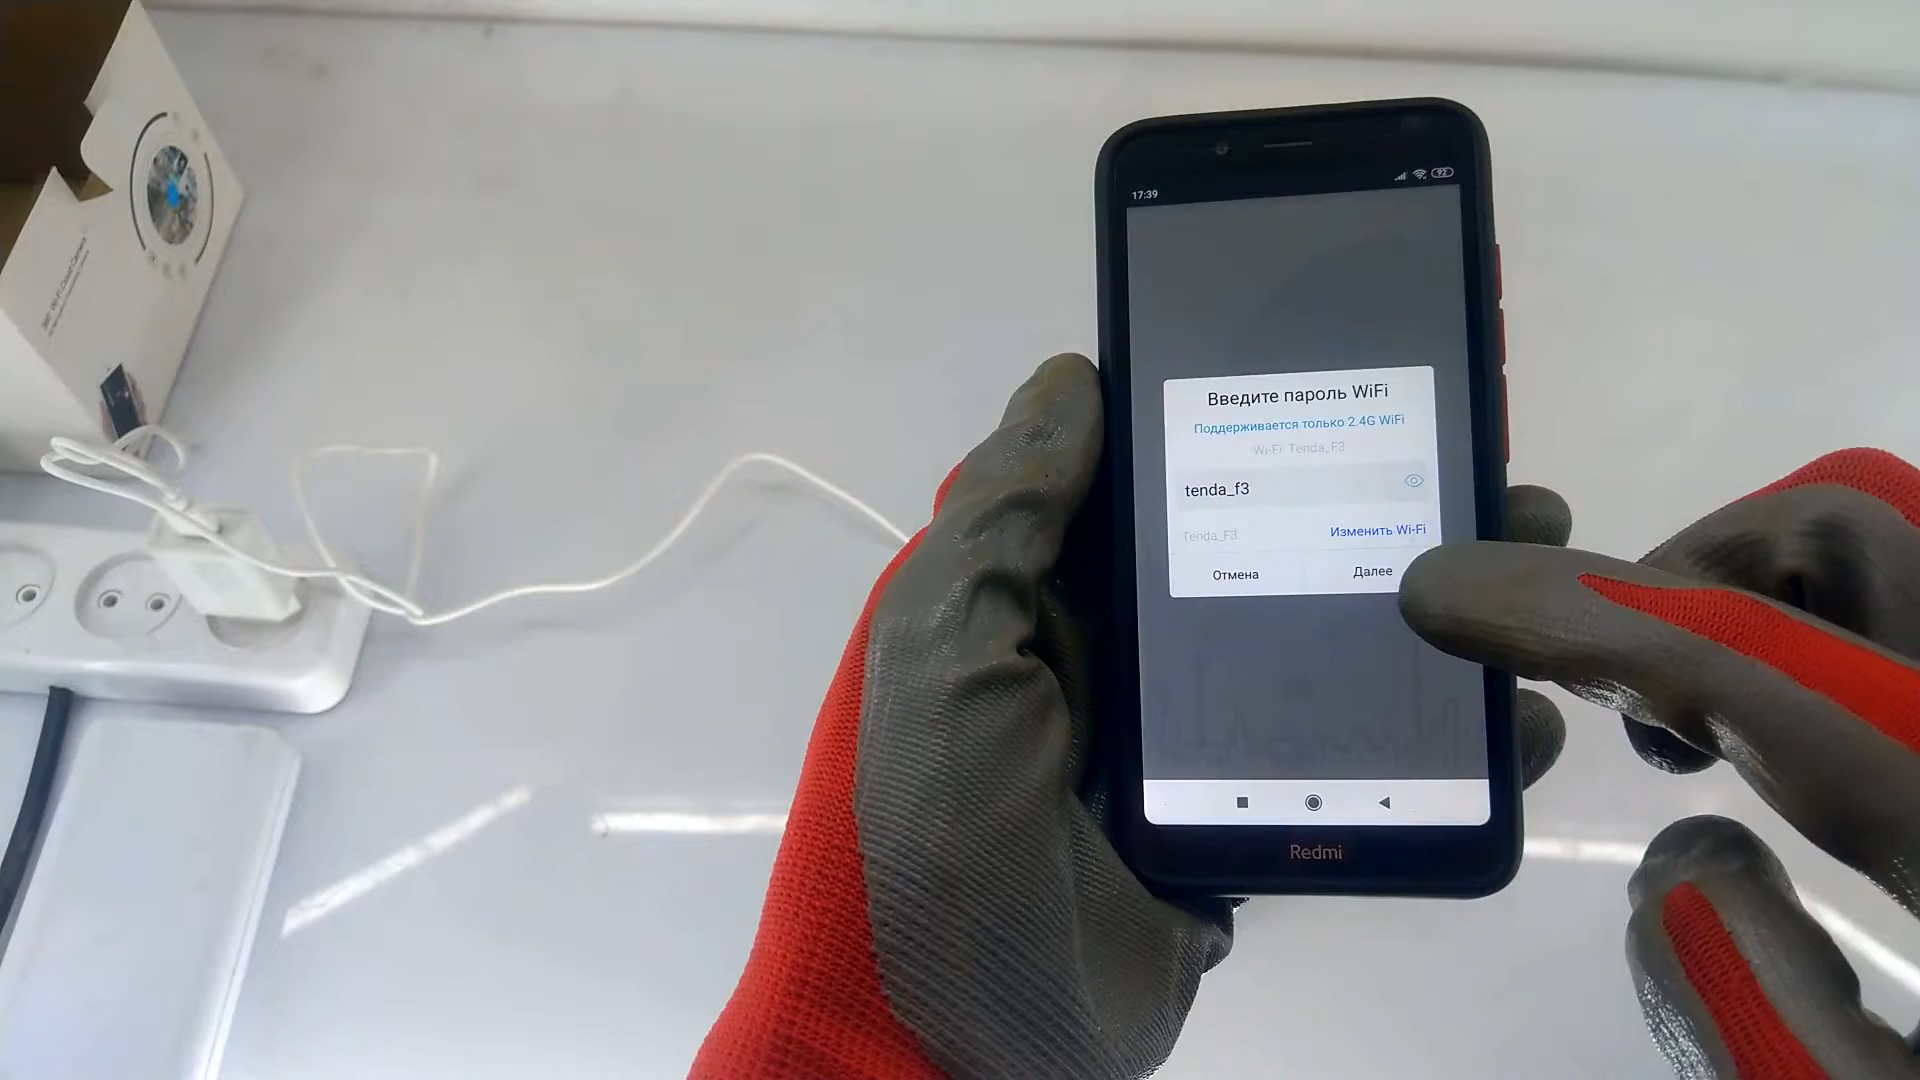 17:39
92
Введите пароль WiFi
Поддерживается только 2.4G WiFi
Wi-Fi: Tenda_F3
tenda_f3
Tenda_F3
Изменить Wi-Fi
Отмена
Далее
Redmi